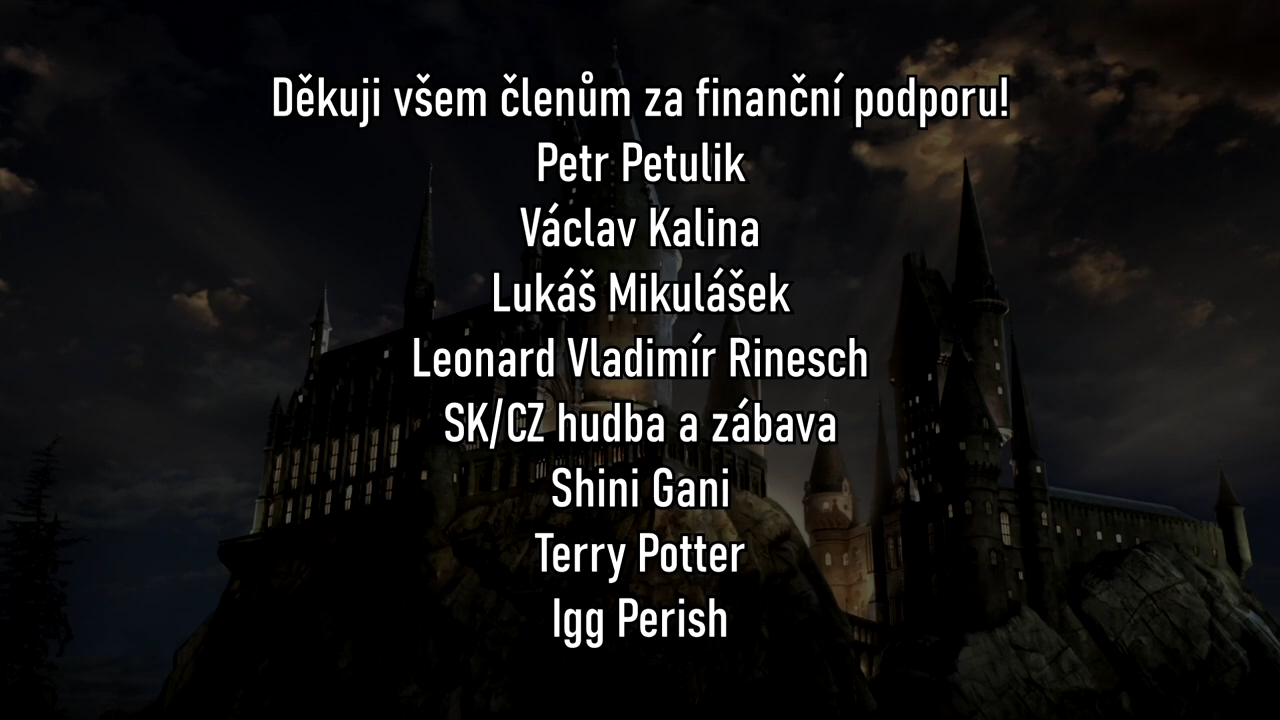 Děkuji všem členům za finanční podporu!
Petr Petulik
Václav Kalina
Lukáš Mikulášek
Leonard Vladimír Rinesch
SK/CZ hudba a zábava
Shini Gani
Terry Potter
Igg Perish